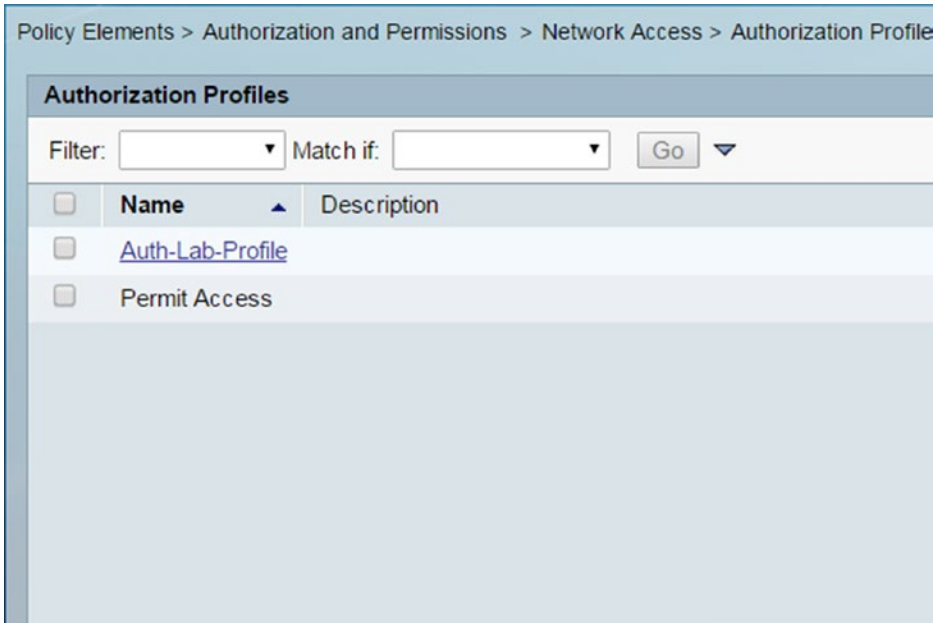 Policy Elements > Authorization and Permissions > Network Access > Authorization Profile
Authorization Profiles
Filter: Match if: Go
Name Description
Auth-Lab-Profile
Permit Access